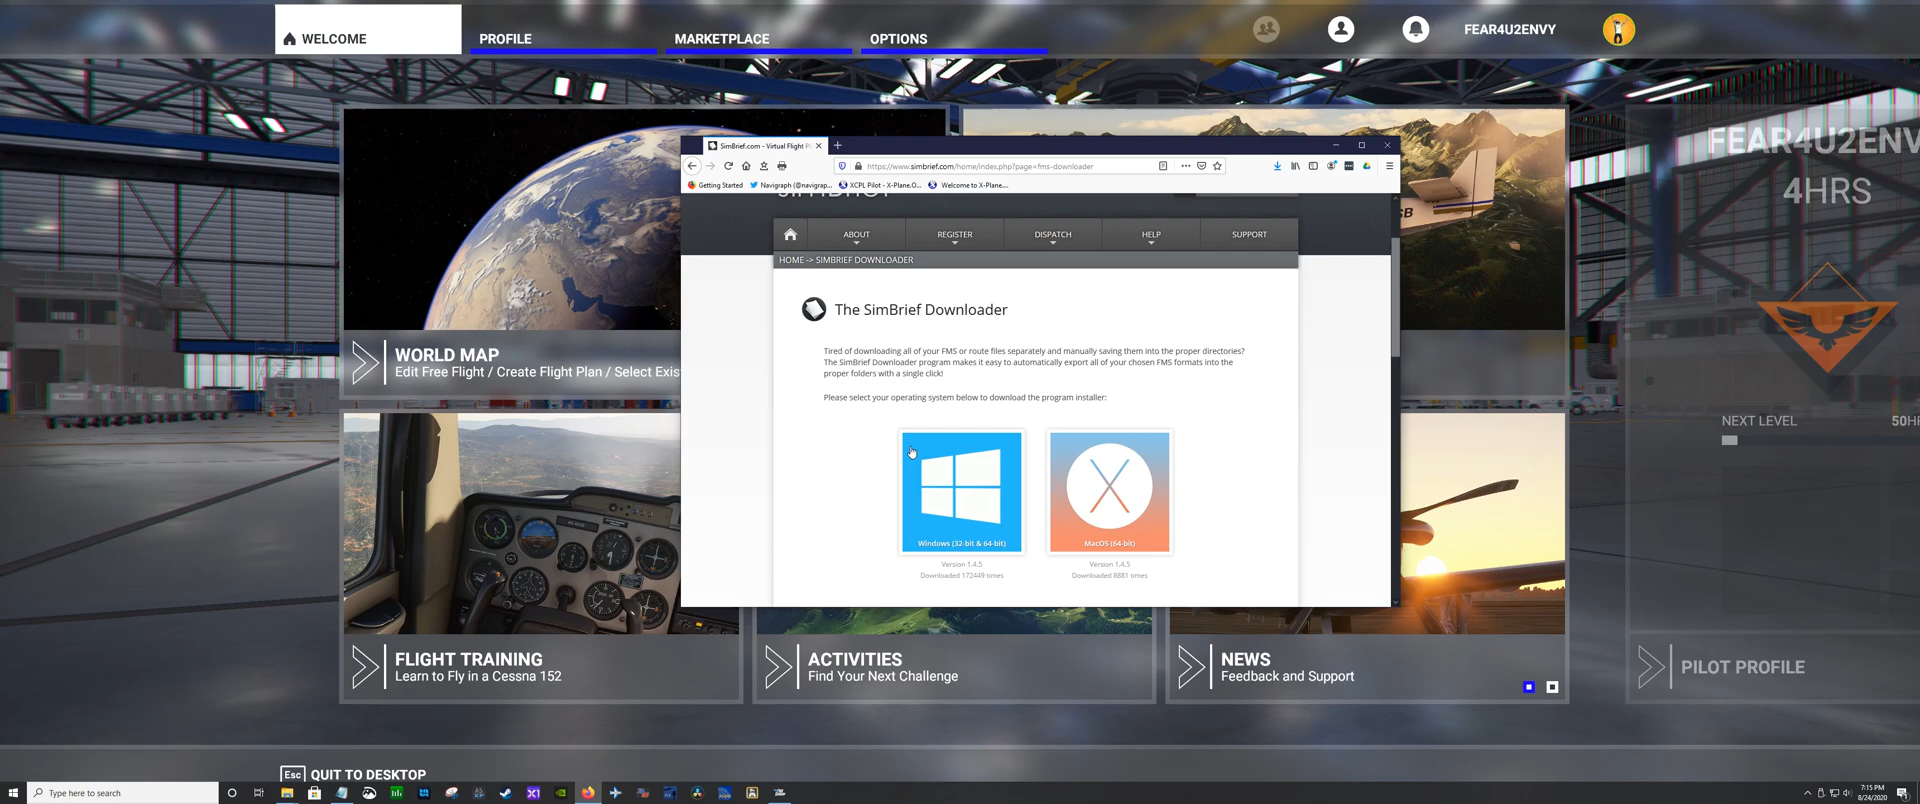 WELCOME
PROFILE
MARKETPLACE
OPTIONS
FEAR4U2ENVY
SimBrief.com - Virtual Flight Pl
https://www.simbrief.com/home/index.php?page=fms-downloader
Getting Started
Navigraph (@navigrap...
XCPL Pilot - X-Plane.O...
Welcome to X-Plane....
ABOUT
REGISTER
DISPATCH
HELP
SUPPORT
HOME -> SIMBRIEF DOWNLOADER
The SimBrief Downloader
Tired of downloading all of your FMS or route files separately and manually saving them into the proper directories?
The SimBrief Downloader program makes it easy to automatically export all of your chosen FMS formats into the
proper folders with a single click!
Please select your operating system below to download the program installer:
Windows (32-bit & 64-bit)
MacOS (64-bit)
Version 1.4.5
Downloaded 172449 times
Version 1.4.5
Downloaded 8881 times
WORLD MAP
Edit Free Flight / Create Flight Plan / Select Exis
FEAR4U2ENV
4HRS
NEXT LEVEL
50H
FLIGHT TRAINING
Learn to Fly in a Cessna 152
ACTIVITIES
Find Your Next Challenge
NEWS
Feedback and Support
PILOT PROFILE
Esc QUIT TO DESKTOP
Type here to search
X1
7:15 PM
8/24/2020